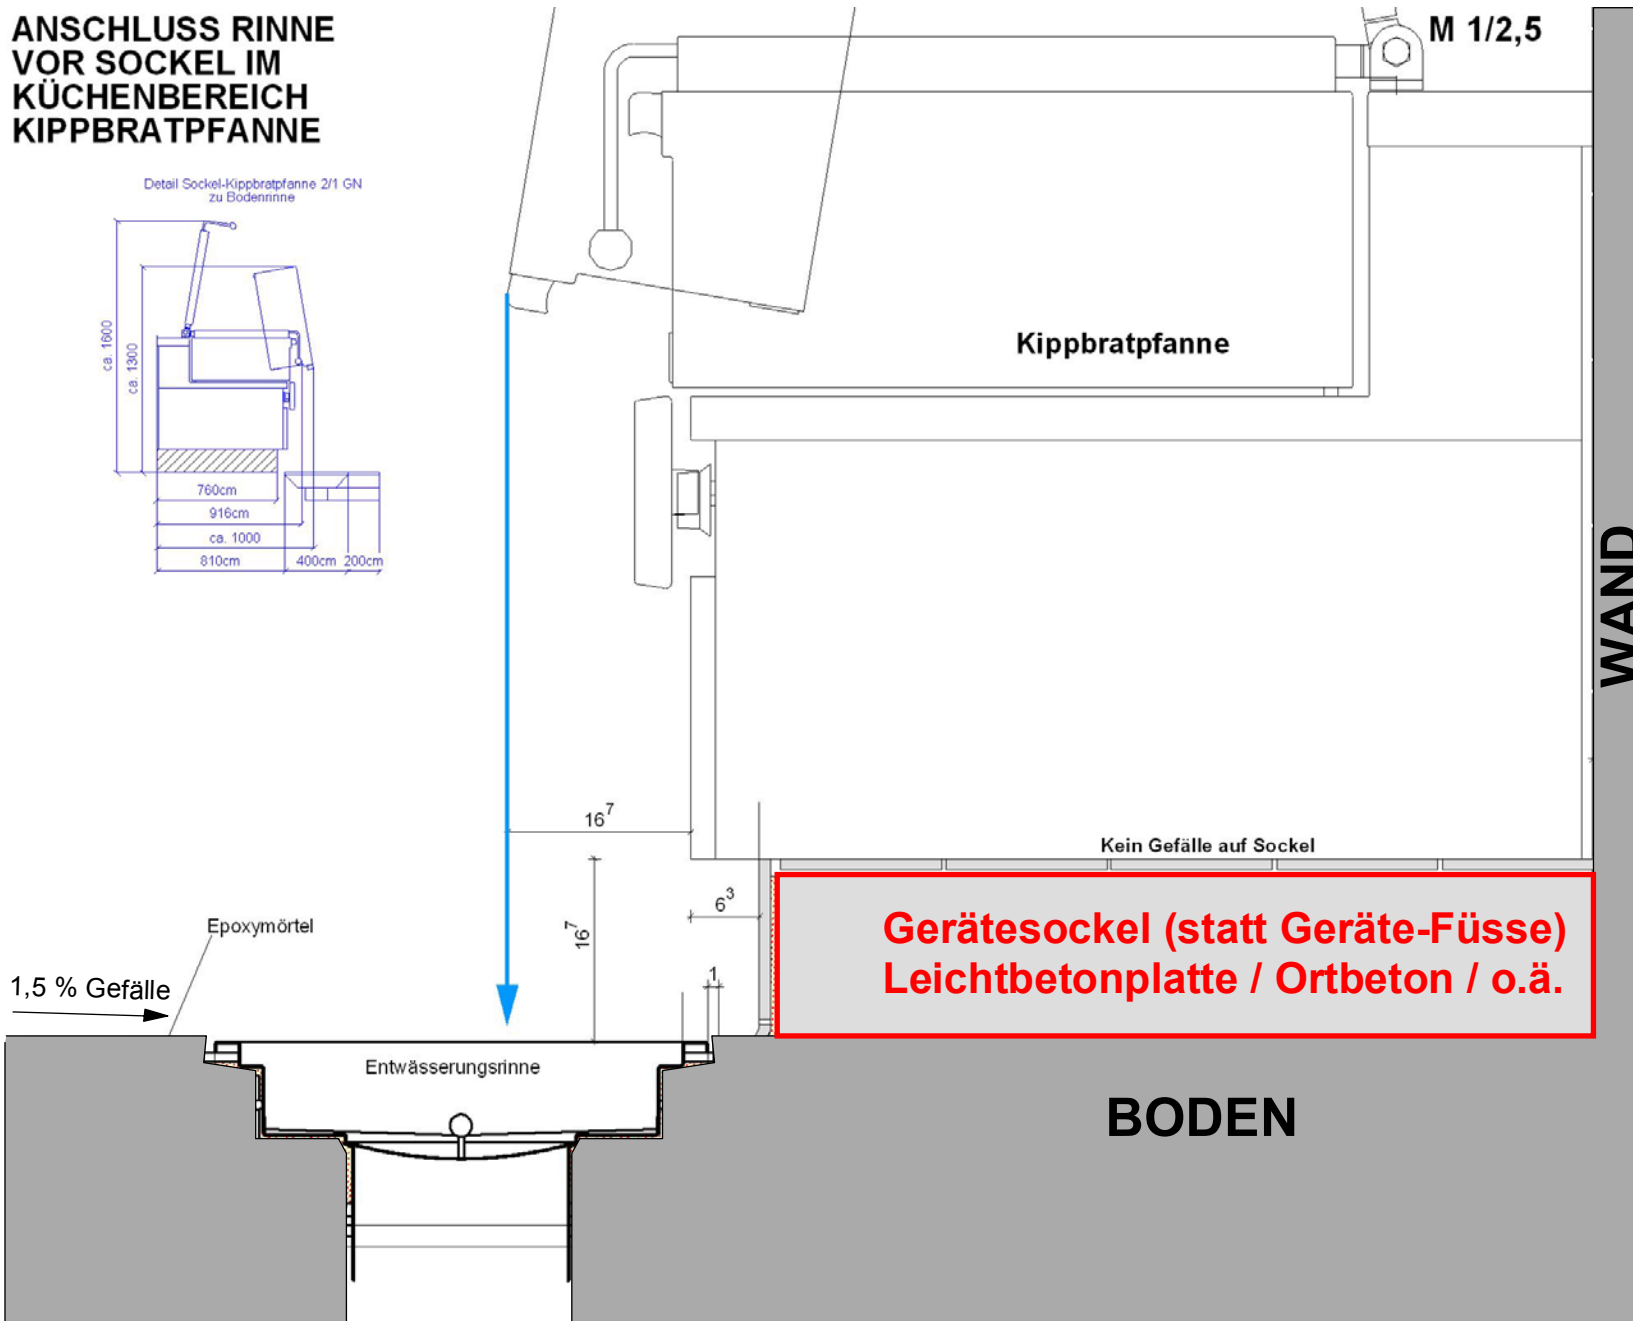 ANSCHLUSS RINNE
VOR SOCKEL IM
KÜCHENBEREICH
KIPPBRATPFANNE
M 1/2,5
Detail Sockel-Kippbratpfanne 2/1 GN
zu Bodenrinne
ca. 1600
ca. 1300
760cm
916cm
ca. 1000
810cm
400cm
200cm
Kippbratpfanne
WAND
16⁷
Kein Gefälle auf Sockel
6³
16⁷
1
Gerätesockel (statt Geräte-Füsse)
Leichtbetonplatte / Ortbeton / o.ä.
Epoxymörtel
1,5 % Gefälle
Entwässerungsrinne
BODEN